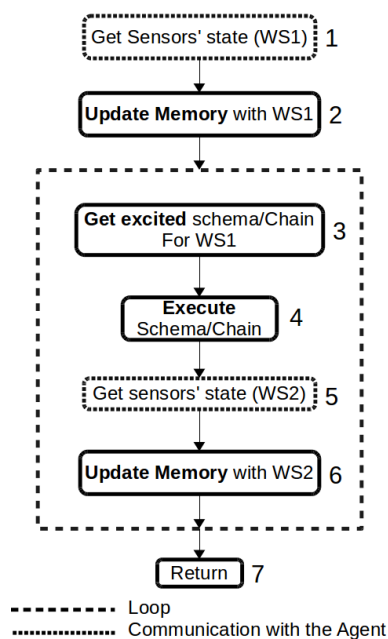 Get Sensors' state (WS1) 1
Update Memory with WS1 2
Get excited schema/Chain
For WS1 3
Execute
Schema/Chain 4
Get sensors' state (WS2) 5
Update Memory with WS2 6
Return 7
Loop
Communication with the Agent